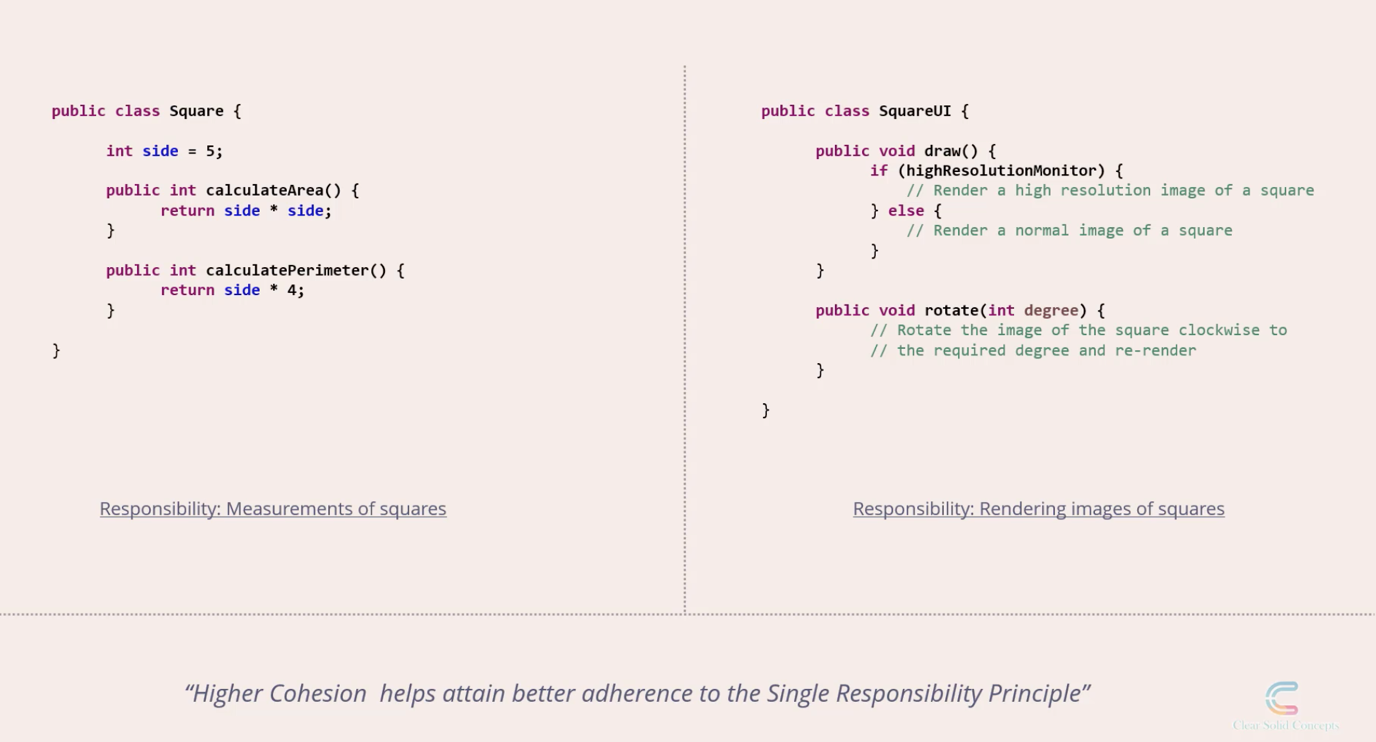 public class Square {
int side = 5;
public int calculateArea() {
return side * side;
}
public int calculatePerimeter() {
return side * 4;
}
}
Responsibility: Measurements of squares
public class SquareUI {
public void draw() {
if (highResolutionMonitor) {
// Render a high resolution image of a square
} else {
// Render a normal image of a square
}
}
public void rotate(int degree) {
// Rotate the image of the square clockwise to
// the required degree and re-render
}
}
Responsibility: Rendering images of squares
“Higher Cohesion  helps attain better adherence to the Single Responsibility Principle”
Clear Solid Concepts